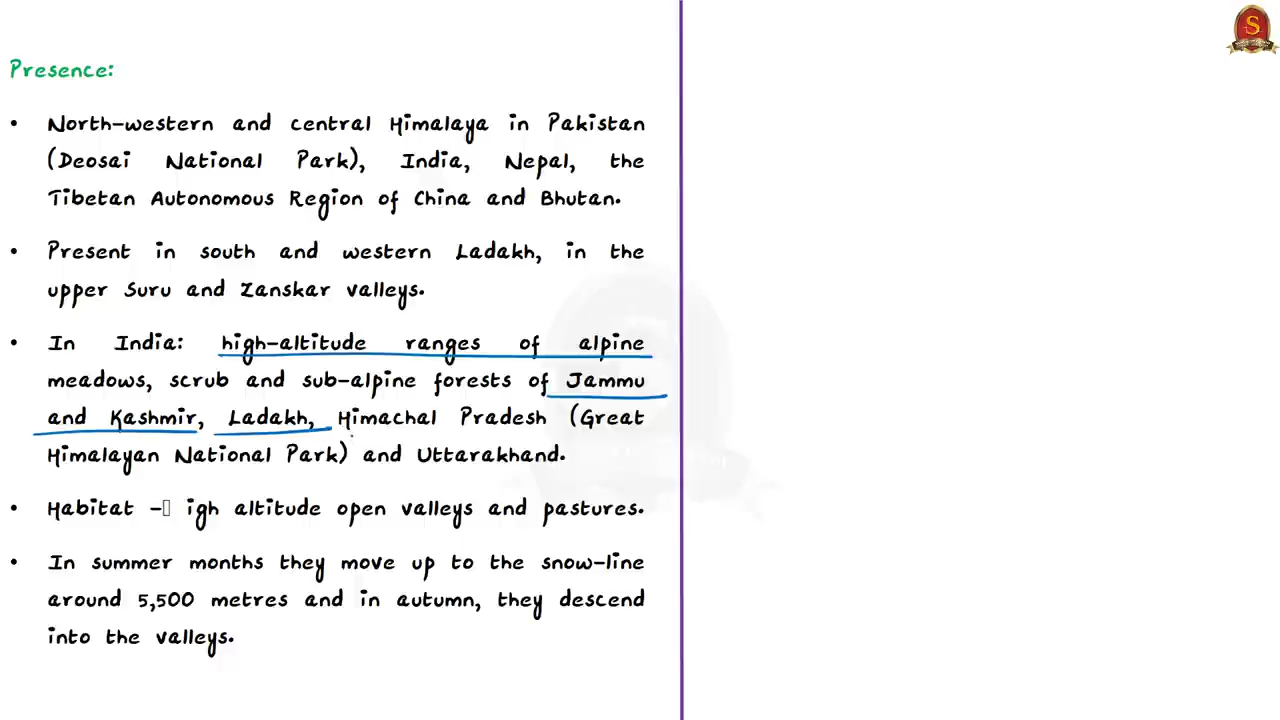 Presence:
• North-western and central Himalaya in Pakistan
(Deosai National Park), India, Nepal, the
Tibetan Autonomous Region of China and Bhutan.
• Present in south and western Ladakh, in the
upper Suru and Zanskar valleys.
• In India: high-altitude ranges of alpine
meadows, scrub and sub-alpine forests of Jammu
and Kashmir, Ladakh, Himachal Pradesh (Great
Himalayan National Park) and Uttarakhand.
• Habitat -▯ igh altitude open valleys and pastures.
• In summer months they move up to the snow-line
around 5,500 metres and in autumn, they descend
into the valleys.
S